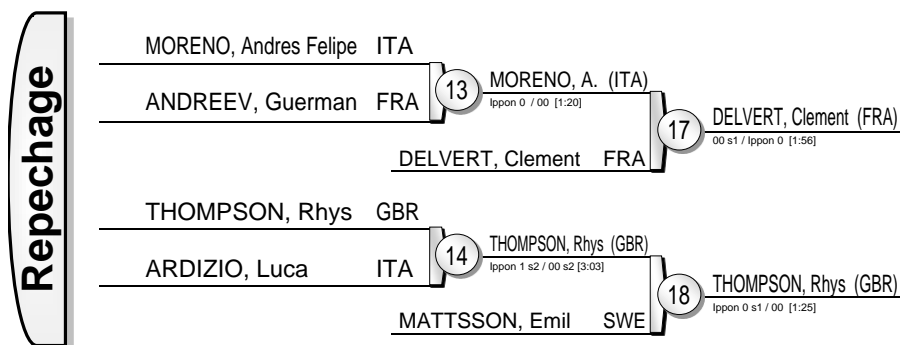 Repechage
MORENO, Andres Felipe ITA
ANDREEV, Guerman FRA
13
MORENO, A. (ITA)
Ippon 0 / 00 [1:20]
DELVERT, Clement FRA
17
DELVERT, Clement (FRA)
00 s1 / Ippon 0 [1:56]
THOMPSON, Rhys GBR
ARDIZIO, Luca ITA
14
THOMPSON, Rhys (GBR)
Ippon 1 s2 / 00 s2 [3:03]
MATTSSON, Emil SWE
18
THOMPSON, Rhys (GBR)
Ippon 0 s1 / 00 [1:25]